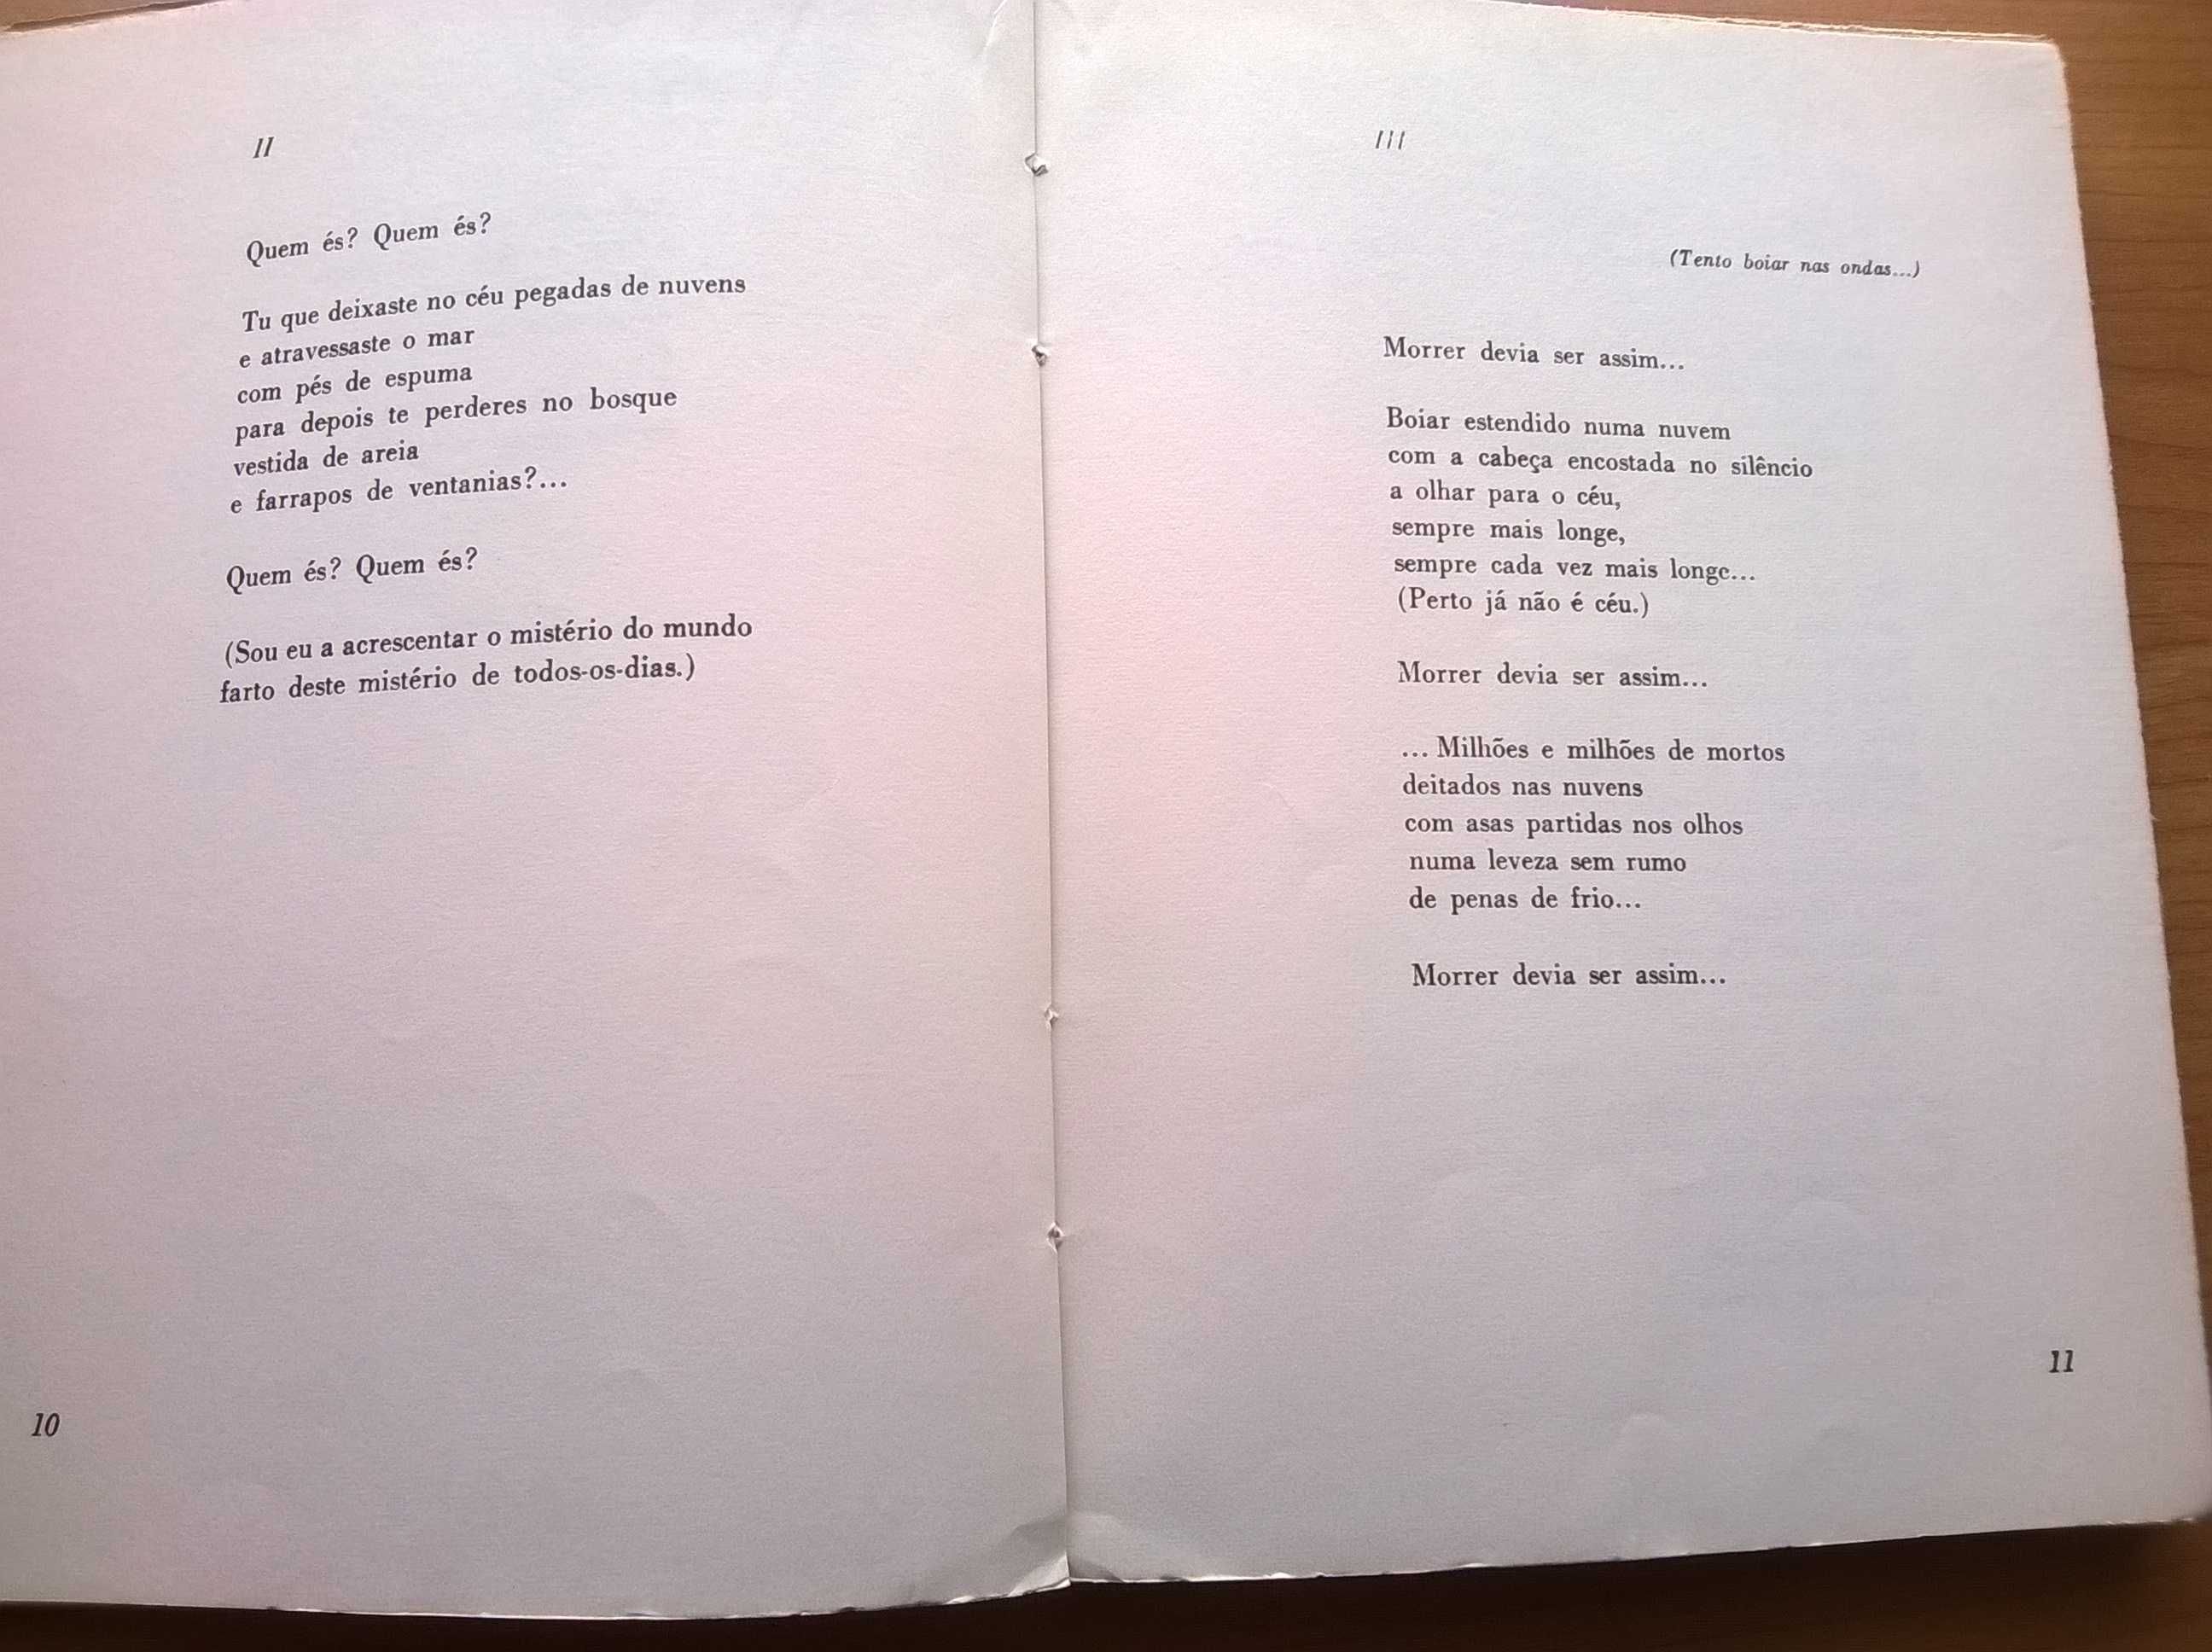 II
Quem és? Quem és?
Tu que deixaste no céu pegadas de nuvens
e atravessaste o mar
com pés de espuma
para depois te perderes no bosque
vestida de areia
e farrapos de ventanias?...
Quem és? Quem és?
(Sou eu a acrescentar o mistério do mundo
farto deste mistério de todos-os-dias.)
10
III
(Tento boiar nas ondas...)
Morrer devia ser assim...
Boiar estendido numa nuvem
com a cabeça encostada no silêncio
a olhar para o céu,
sempre mais longe,
sempre cada vez mais longe...
(Perto já não é céu.)
Morrer devia ser assim...
... Milhões e milhões de mortos
deitados nas nuvens
com asas partidas nos olhos
numa leveza sem rumo
de penas de frio...
Morrer devia ser assim...
11